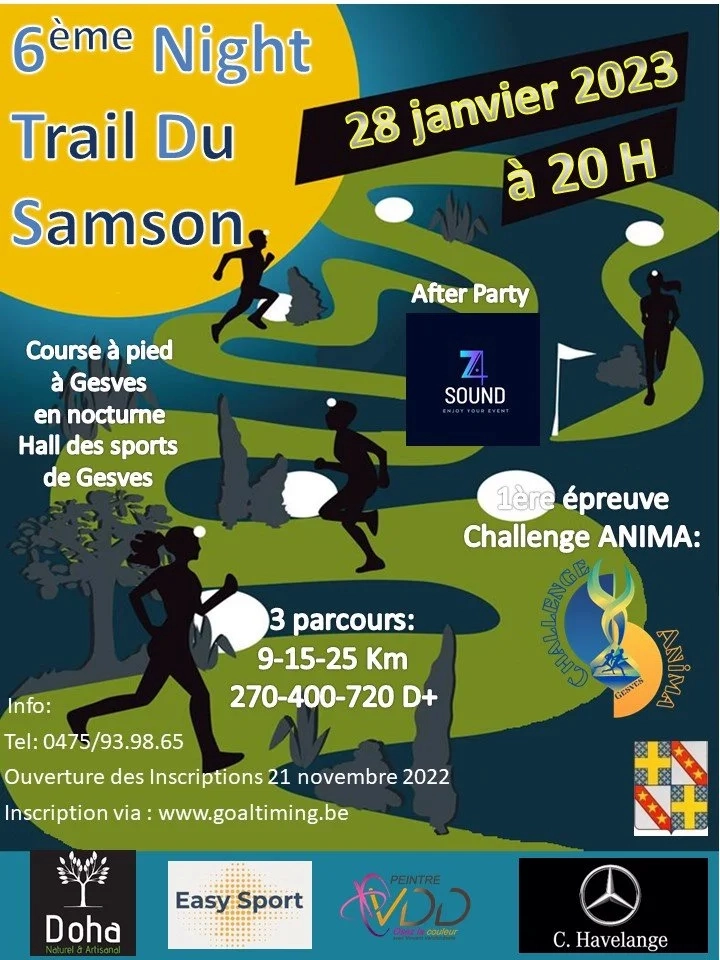 6ème Night
Trail Du
Samson
28 janvier 2023
à 20 H
After Party
Z4
SOUND
ENJOY YOUR EVENT
Course à pied
à Gesves
en nocturne
Hall des sports
de Gesves
1ère épreuve
Challenge ANIMA:
CHALLENGE
ANiMA
GESVES
3 parcours:
9-15-25 Km
270-400-720 D+
Info:
Tel: 0475/93.98.65
Ouverture des Inscriptions 21 novembre 2022
Inscription via : www.goaltiming.be
Doha
Naturel & Artisanal
Easy Sport
PEINTRE
VDD
Osez la couleur
C. Havelange